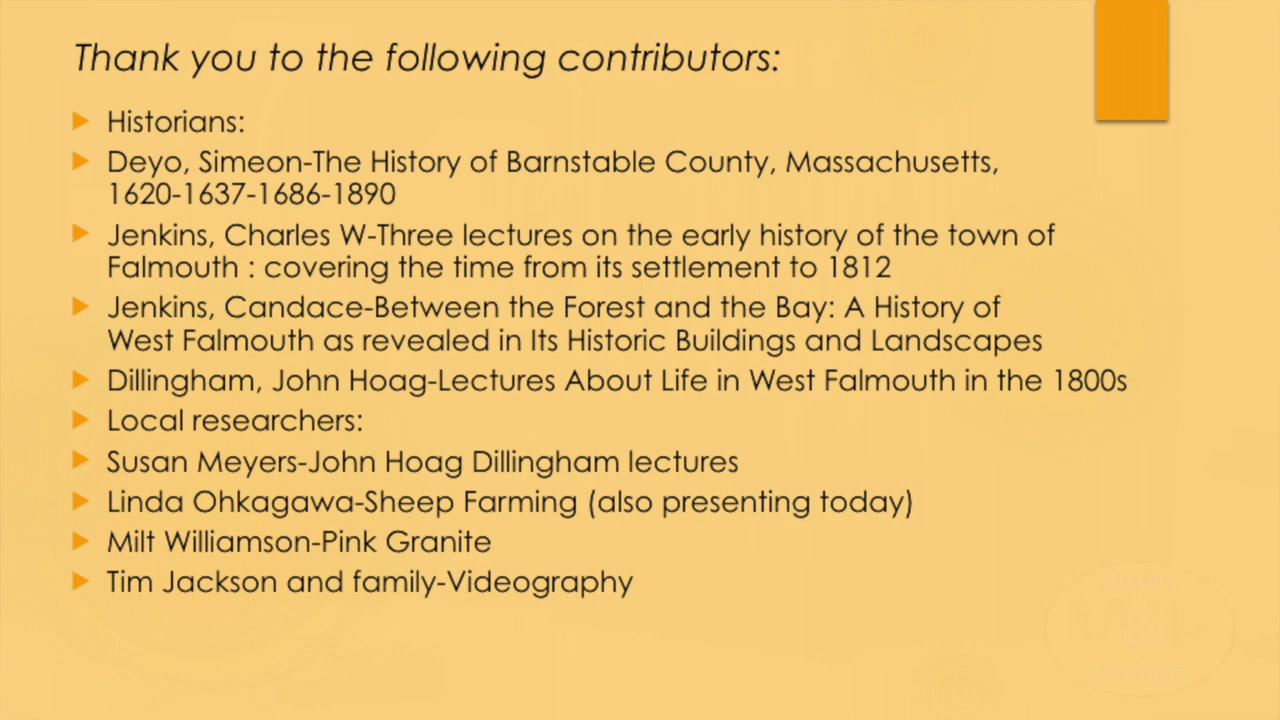 Thank you to the following contributors:
Historians:
Deyo, Simeon-The History of Barnstable County, Massachusetts,
1620-1637-1686-1890
Jenkins, Charles W-Three lectures on the early history of the town of
Falmouth : covering the time from its settlement to 1812
Jenkins, Candace-Between the Forest and the Bay: A History of
West Falmouth as revealed in Its Historic Buildings and Landscapes
Dillingham, John Hoag-Lectures About Life in West Falmouth in the 1800s
Local researchers:
Susan Meyers-John Hoag Dillingham lectures
Linda Ohkagawa-Sheep Farming (also presenting today)
Milt Williamson-Pink Granite
Tim Jackson and family-Videography